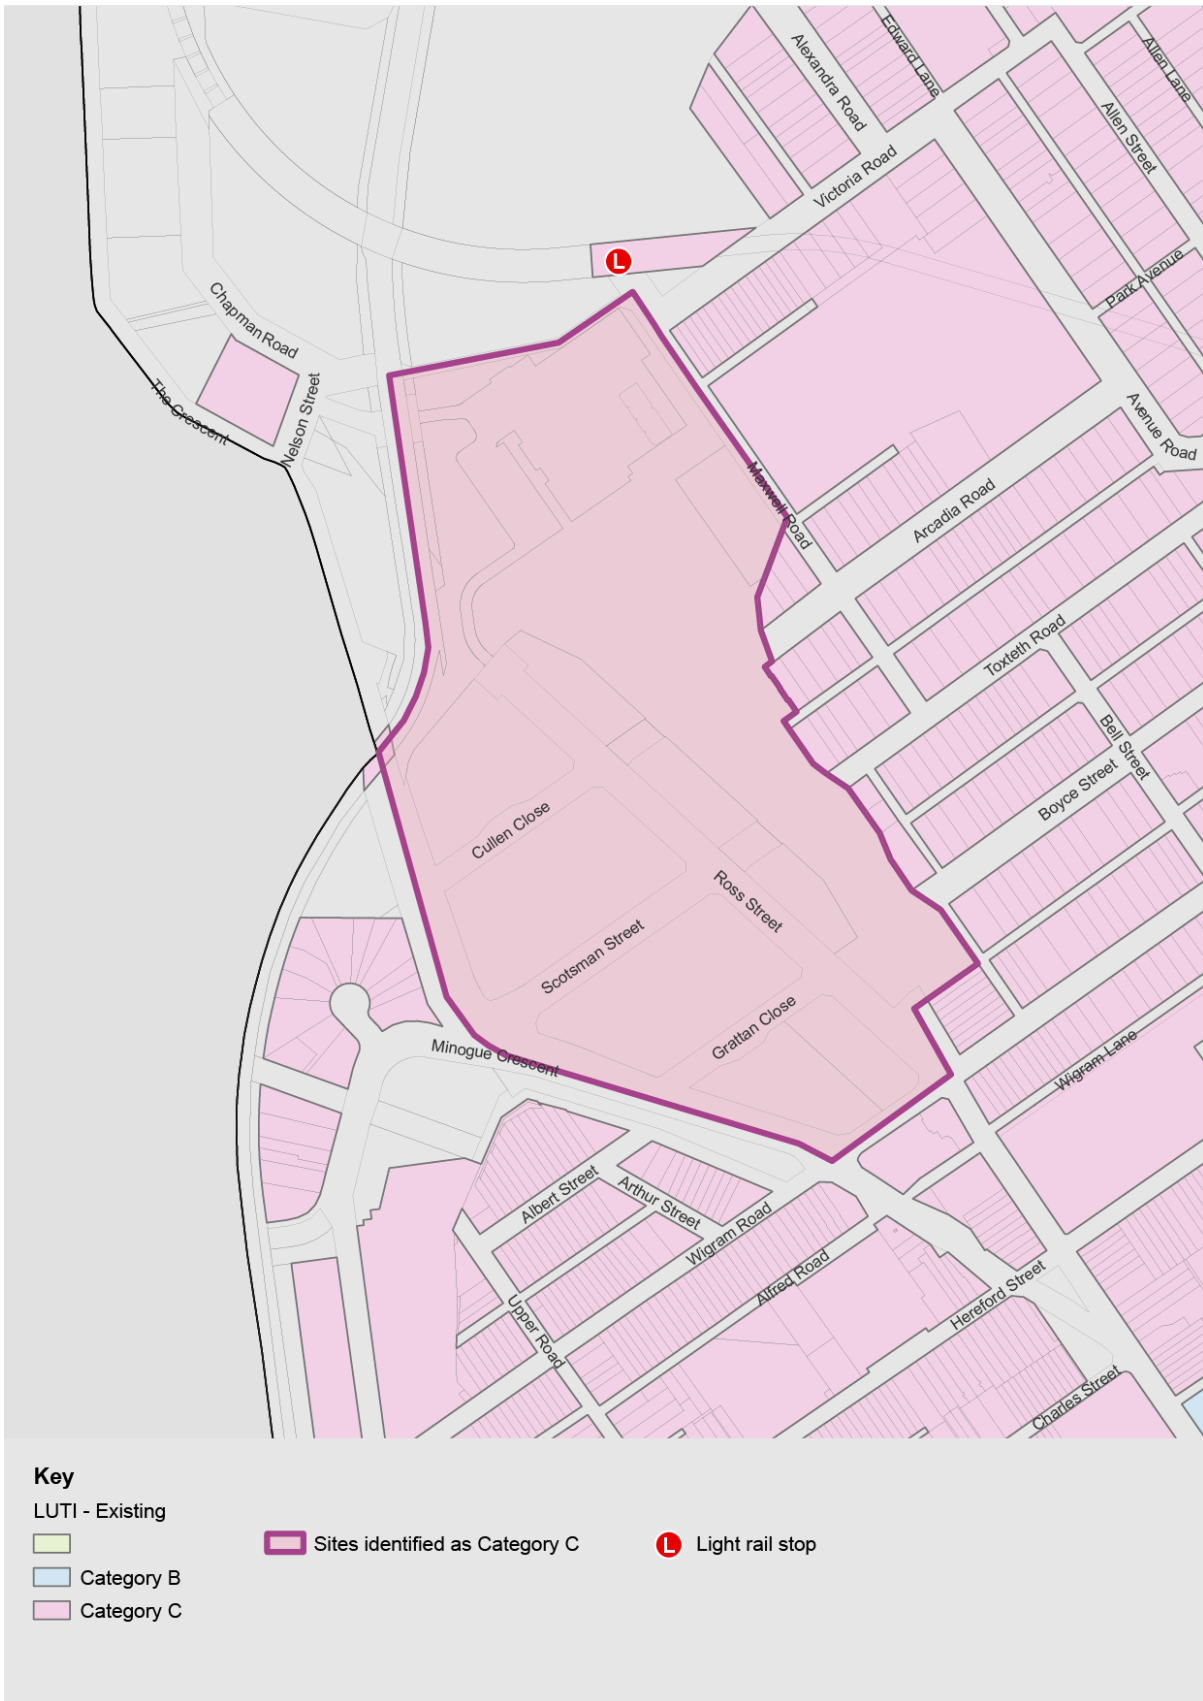 Edward Lane
Allen Lane
Alexandra Road
Allen Street
Victoria Road
L
Park Avenue
Chapman Road
The Crescent
Nelson Street
Avenue Road
Maxwell Road
Arcadia Road
Toxteth Road
Bell Street
Boyce Street
Cullen Close
Ross Street
Scotsman Street
Grattan Close
Minogue Crescent
Wigram Lane
Albert Street
Arthur Street
Wigram Road
Alfred Road
Upper Road
Hereford Street
Charles Street
Key
LUTI - Existing
Sites identified as Category C
L Light rail stop
Category B
Category C